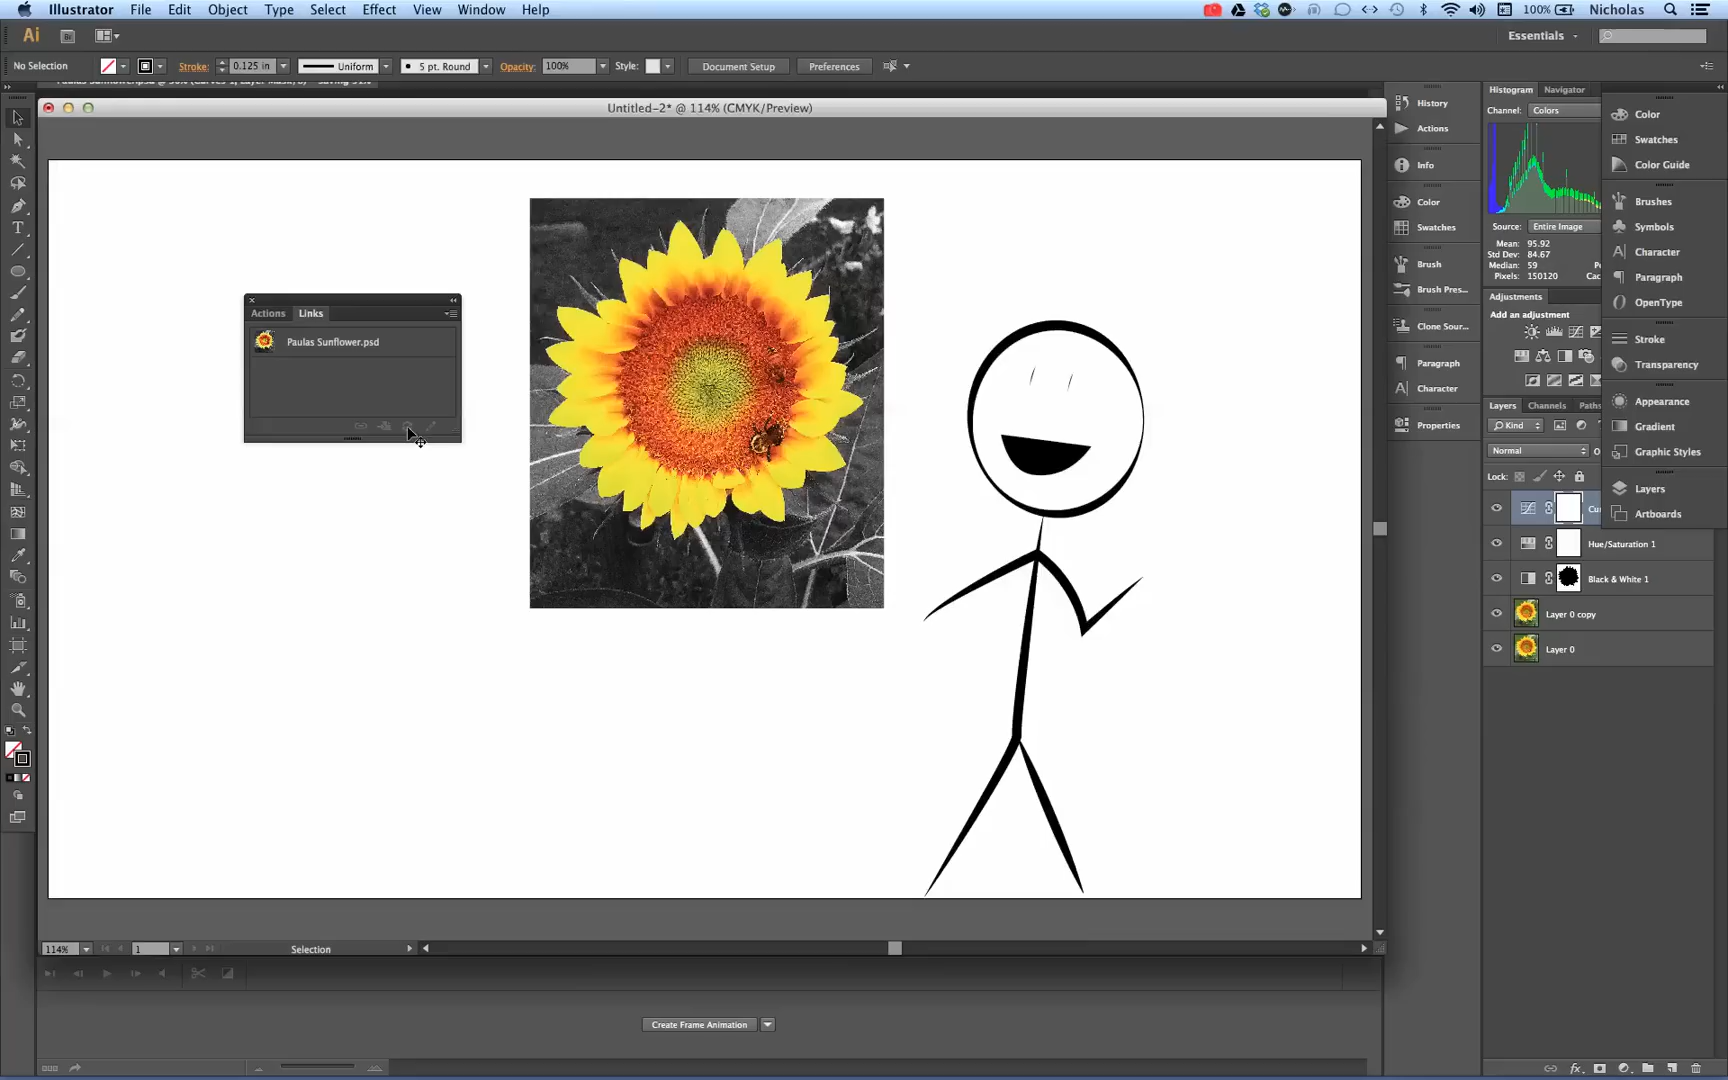 Illustrator File Edit Object Type Select Effect View Window Help 100% Nicholas
Ai Br Essentials
No Selection Stroke: 0.125 in Uniform 5 pt. Round Opacity: 100% Style: Document Setup Preferences
Untitled-2* @ 114% (CMYK/Preview)
Actions Links
Paulas Sunflower.psd
114% 1 Selection
Create Frame Animation
History
Actions
Info
Color
Swatches
Brush
Brush Pres...
Clone Sour...
Paragraph
Character
Properties
Histogram Navigator
Channel: Colors
Source: Entire Image
Mean: 95.92
Std Dev: 84.67
Median: 59
Pixels: 150120
Adjustments
Add an adjustment
Layers Channels Paths
Kind
Normal
Lock:
Hue/Saturation 1
Black & White 1
Layer 0 copy
Layer 0
fx
Color
Swatches
Color Guide
Brushes
Symbols
Character
Paragraph
OpenType
Stroke
Transparency
Appearance
Gradient
Graphic Styles
Layers
Artboards